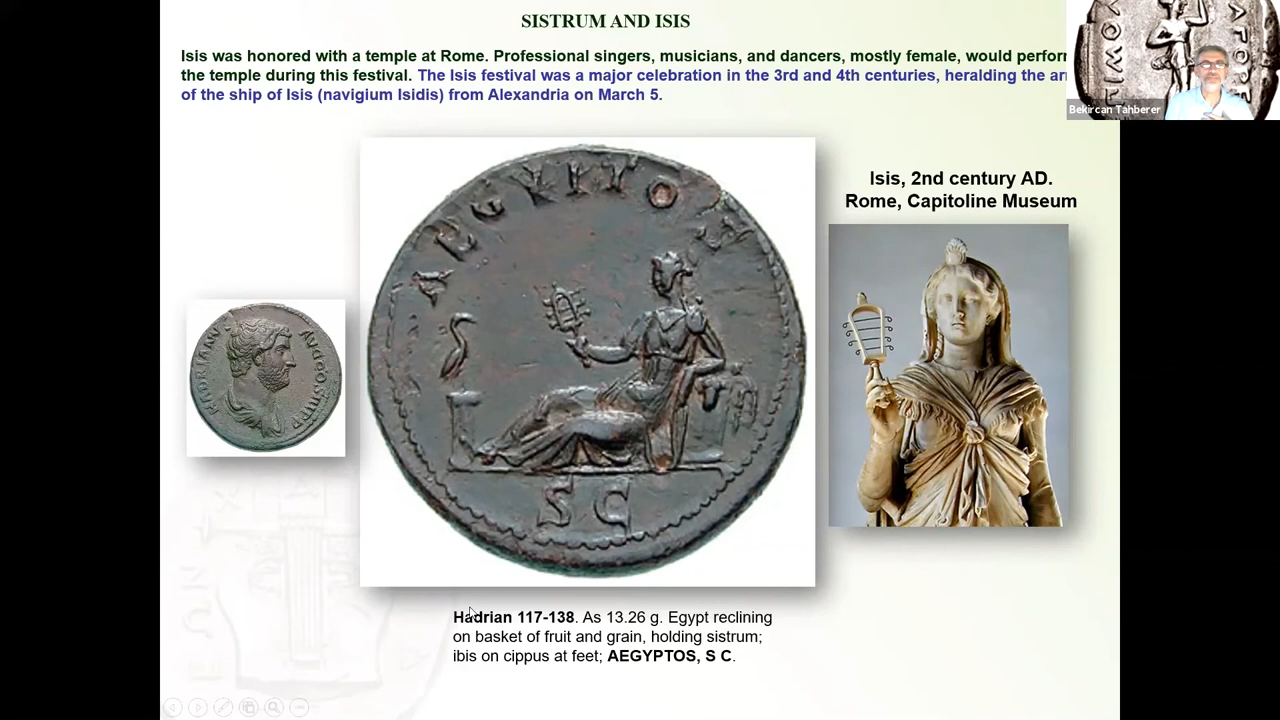 SISTRUM AND ISIS
Isis was honored with a temple at Rome. Professional singers, musicians, and dancers, mostly female, would perfor
the temple during this festival. The Isis festival was a major celebration in the 3rd and 4th centuries, heralding the
of the ship of Isis (navigium Isidis) from Alexandria on March 5.
Bekircan Tahberer
Isis, 2nd century AD.
Rome, Capitoline Museum
S C
Hadrian 117-138. As 13.26 g. Egypt reclining
on basket of fruit and grain, holding sistrum;
ibis on cippus at feet; AEGYPTOS, S C.